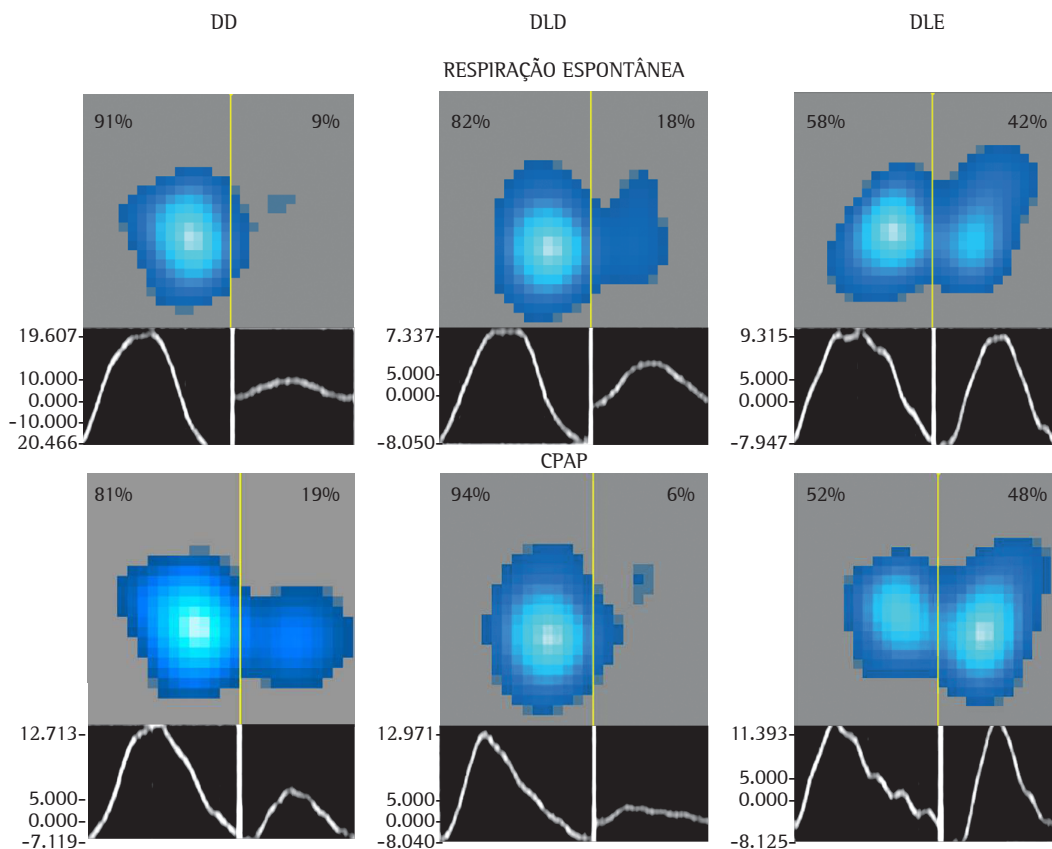 DD DLD DLE
RESPIRAÇÃO ESPONTÂNEA
91% 9% 82% 18% 58% 42%
19.607- 7.337- 9.315-
10.000- 5.000- 5.000-
0.000- 0.000- 0.000-
-10.000-
20.466- -8.050- -7.947-
CPAP
81% 19% 94% 6% 52% 48%
12.713- 12.971- 11.393-
5.000- 5.000- 5.000-
0.000- 0.000- 0.000-
-7.119- -8.040- -8.125-